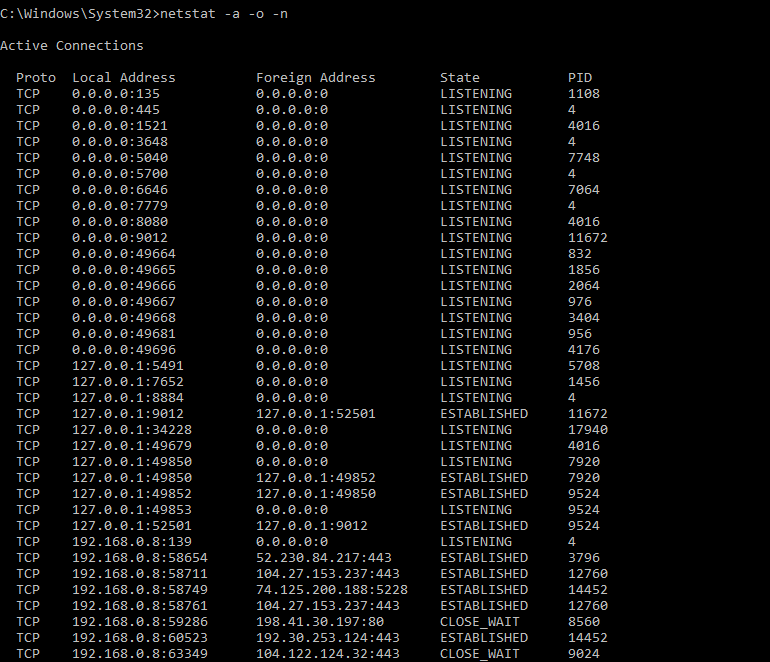 C:\Windows\System32>netstat -a -o -n
Active Connections
Proto Local Address Foreign Address State PID
TCP 0.0.0.0:135 0.0.0.0:0 LISTENING 1108
TCP 0.0.0.0:445 0.0.0.0:0 LISTENING 4
TCP 0.0.0.0:1521 0.0.0.0:0 LISTENING 4016
TCP 0.0.0.0:3648 0.0.0.0:0 LISTENING 4
TCP 0.0.0.0:5040 0.0.0.0:0 LISTENING 7748
TCP 0.0.0.0:5700 0.0.0.0:0 LISTENING 4
TCP 0.0.0.0:6646 0.0.0.0:0 LISTENING 7064
TCP 0.0.0.0:7779 0.0.0.0:0 LISTENING 4
TCP 0.0.0.0:8080 0.0.0.0:0 LISTENING 4016
TCP 0.0.0.0:9012 0.0.0.0:0 LISTENING 11672
TCP 0.0.0.0:49664 0.0.0.0:0 LISTENING 832
TCP 0.0.0.0:49665 0.0.0.0:0 LISTENING 1856
TCP 0.0.0.0:49666 0.0.0.0:0 LISTENING 2064
TCP 0.0.0.0:49667 0.0.0.0:0 LISTENING 976
TCP 0.0.0.0:49668 0.0.0.0:0 LISTENING 3404
TCP 0.0.0.0:49681 0.0.0.0:0 LISTENING 956
TCP 0.0.0.0:49696 0.0.0.0:0 LISTENING 4176
TCP 127.0.0.1:5491 0.0.0.0:0 LISTENING 5708
TCP 127.0.0.1:7652 0.0.0.0:0 LISTENING 1456
TCP 127.0.0.1:8884 0.0.0.0:0 LISTENING 4
TCP 127.0.0.1:9012 127.0.0.1:52501 ESTABLISHED 11672
TCP 127.0.0.1:34228 0.0.0.0:0 LISTENING 17940
TCP 127.0.0.1:49679 0.0.0.0:0 LISTENING 4016
TCP 127.0.0.1:49850 0.0.0.0:0 LISTENING 7920
TCP 127.0.0.1:49850 127.0.0.1:49852 ESTABLISHED 7920
TCP 127.0.0.1:49852 127.0.0.1:49850 ESTABLISHED 9524
TCP 127.0.0.1:49853 0.0.0.0:0 LISTENING 9524
TCP 127.0.0.1:52501 127.0.0.1:9012 ESTABLISHED 9524
TCP 192.168.0.8:139 0.0.0.0:0 LISTENING 4
TCP 192.168.0.8:58654 52.230.84.217:443 ESTABLISHED 3796
TCP 192.168.0.8:58711 104.27.153.237:443 ESTABLISHED 12760
TCP 192.168.0.8:58749 74.125.200.188:5228 ESTABLISHED 14452
TCP 192.168.0.8:58761 104.27.153.237:443 ESTABLISHED 12760
TCP 192.168.0.8:59286 198.41.30.197:80 CLOSE_WAIT 8560
TCP 192.168.0.8:60523 192.30.253.124:443 ESTABLISHED 14452
TCP 192.168.0.8:63349 104.122.124.32:443 CLOSE_WAIT 9024